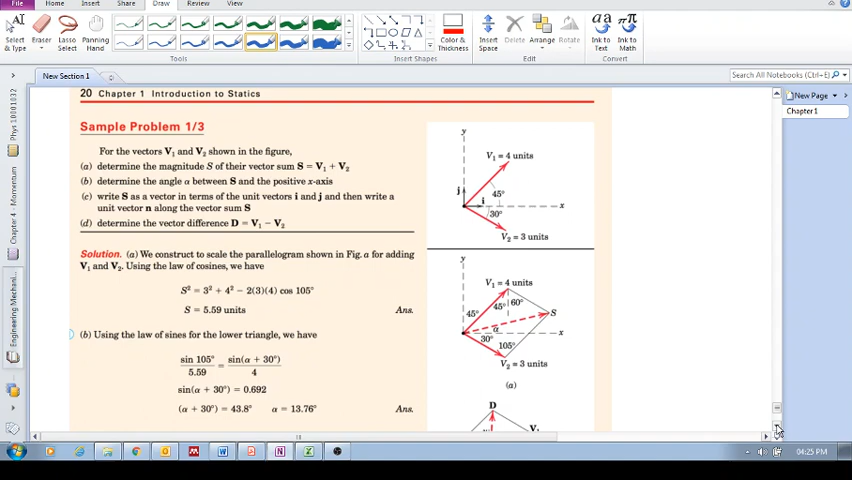 File
Home
Insert
Share
Draw
Review
View
Select
& Type
Eraser
Lasso
Select
Panning
Hand
Tools
Insert Shapes
Color &
Thickness
Insert
Space
Delete
Arrange
Rotate
Edit
Ink to
Text
Ink to
Math
Convert
New Section 1
Search All Notebooks (Ctrl+E)
New Page
Chapter1
Phys 10001032
Chapter 4 - Momentum
Engineering Mechani
20 Chapter 1 Introduction to Statics
Sample Problem 1/3
For the vectors V1 and V2 shown in the figure,
(a) determine the magnitude S of their vector sum S = V1 + V2
(b) determine the angle α between S and the positive x-axis
(c) write S as a vector in terms of the unit vectors i and j and then write a
unit vector n along the vector sum S
(d) determine the vector difference D = V1 − V2
Solution. (a) We construct to scale the parallelogram shown in Fig. a for adding
V1 and V2. Using the law of cosines, we have
S² = 3² + 4² − 2(3)(4) cos 105°
S = 5.59 units Ans.
(b) Using the law of sines for the lower triangle, we have
sin 105° / 5.59 = sin(α + 30°) / 4
sin(α + 30°) = 0.692
(α + 30°) = 43.8° α = 13.76° Ans.
y
V1 = 4 units
j
45°
i
x
30°
V2 = 3 units
y
V1 = 4 units
60°
45°
45°
S
α
x
30°
105°
V2 = 3 units
(a)
D
V1
04:25 PM